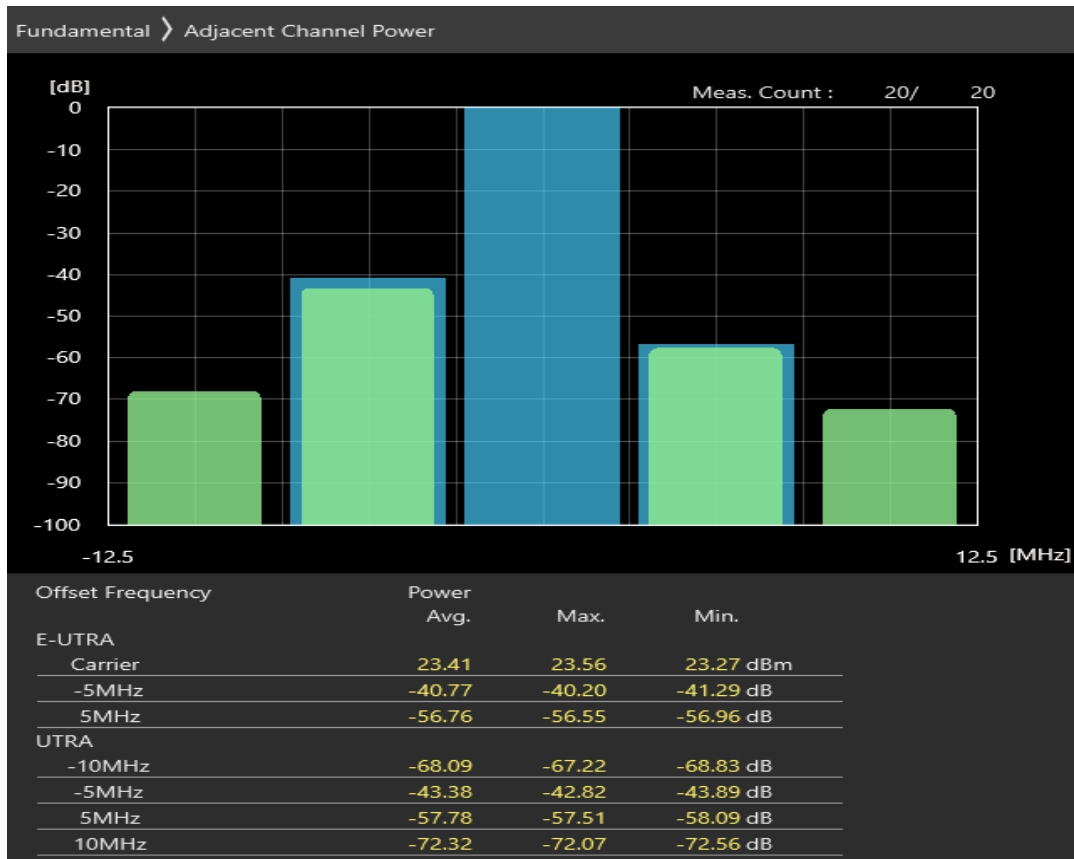 Fundamental ❯ Adjacent Channel Power
[dB]
Meas. Count : 20/ 20
0
-10
-20
-30
-40
-50
-60
-70
-80
-90
-100
-12.5 12.5 [MHz]
Offset Frequency Power
Avg. Max. Min.
E-UTRA
Carrier 23.41 23.56 23.27 dBm
-5MHz -40.77 -40.20 -41.29 dB
5MHz -56.76 -56.55 -56.96 dB
UTRA
-10MHz -68.09 -67.22 -68.83 dB
-5MHz -43.38 -42.82 -43.89 dB
5MHz -57.78 -57.51 -58.09 dB
10MHz -72.32 -72.07 -72.56 dB